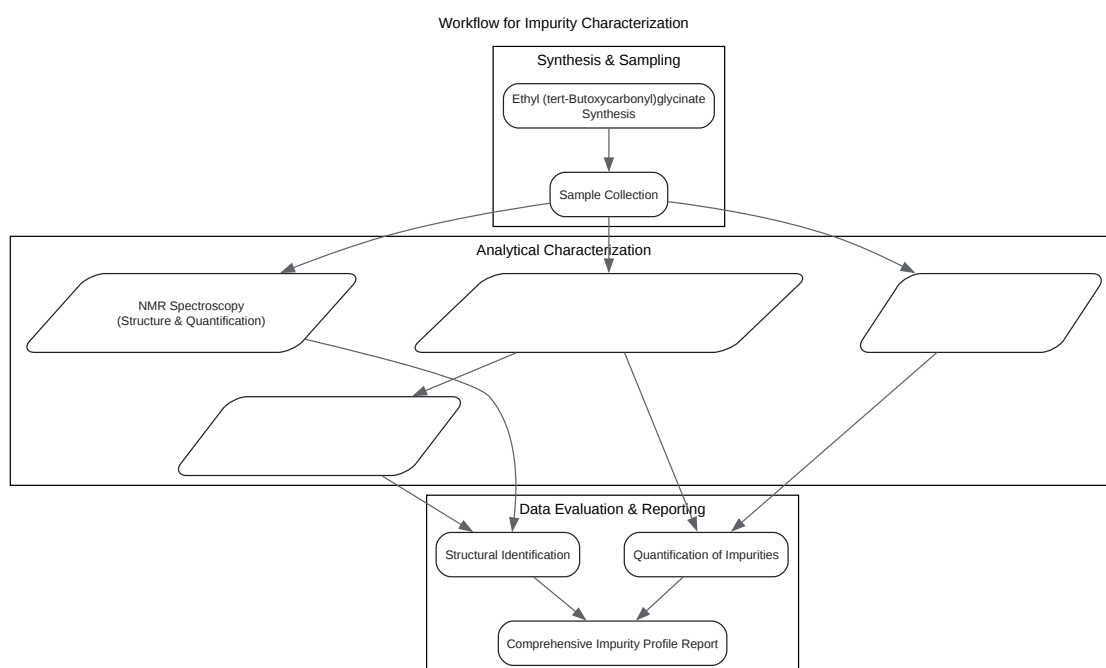 Workflow for Impurity Characterization
Synthesis & Sampling
Ethyl (tert-Butoxycarbonyl)glycinate
Synthesis
Sample Collection
Analytical Characterization
NMR Spectroscopy
(Structure & Quantification)
Data Evaluation & Reporting
Structural Identification
Quantification of Impurities
Comprehensive Impurity Profile Report